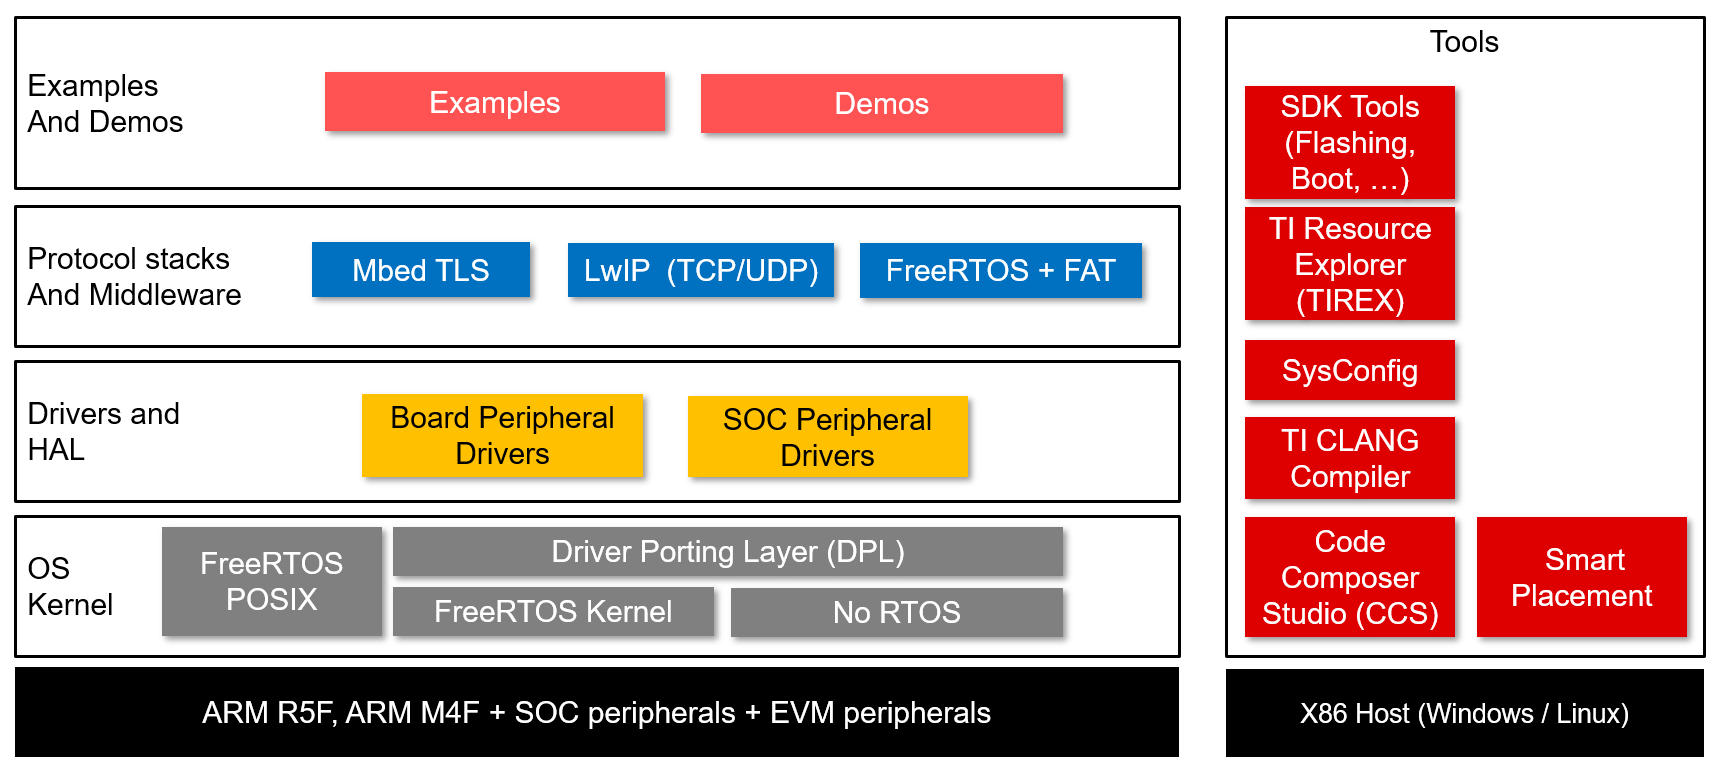 Examples
And Demos
Examples
Demos
Protocol stacks
And Middleware
Mbed TLS
LwIP (TCP/UDP)
FreeRTOS + FAT
Drivers and
HAL
Board Peripheral
Drivers
SOC Peripheral
Drivers
OS
Kernel
FreeRTOS
POSIX
Driver Porting Layer (DPL)
FreeRTOS Kernel
No RTOS
ARM R5F, ARM M4F + SOC peripherals + EVM peripherals
Tools
SDK Tools
(Flashing,
Boot, …)
TI Resource
Explorer
(TIREX)
SysConfig
TI CLANG
Compiler
Code
Composer
Studio (CCS)
Smart
Placement
X86 Host (Windows / Linux)